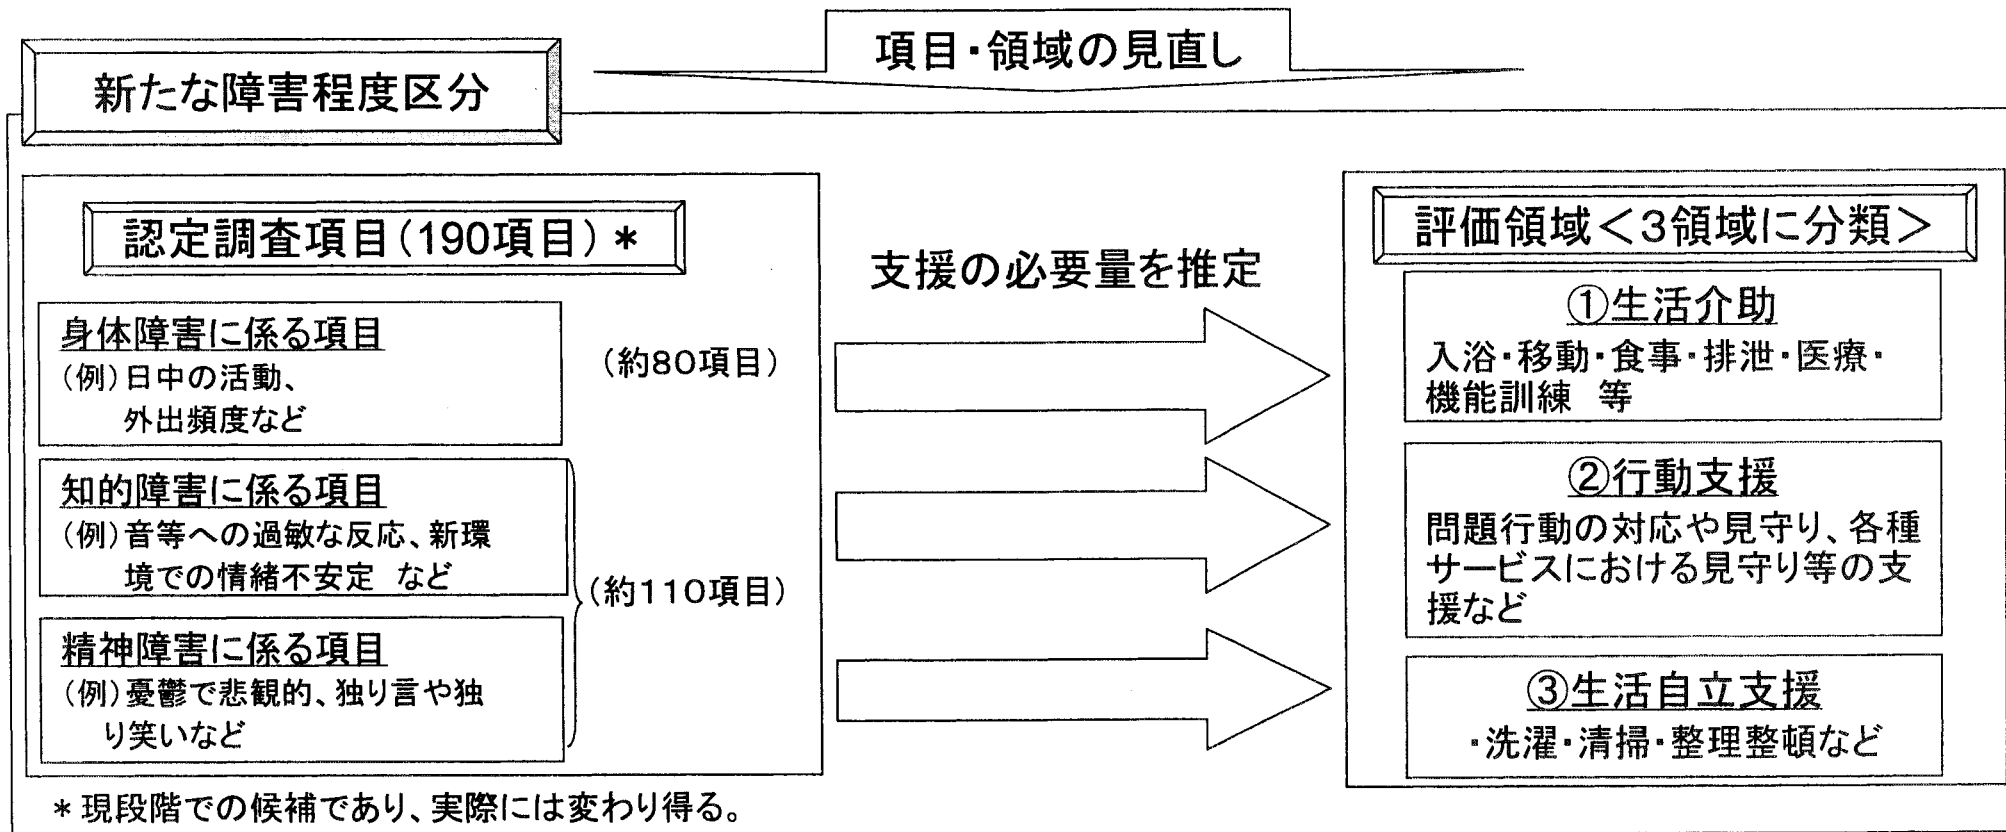 項目・領域の見直し
新たな障害程度区分
認定調査項目(190項目)*
身体障害に係る項目
(例)日中の活動、
外出頻度など
(約80項目)
知的障害に係る項目
(例)音等への過敏な反応、新環
境での情緒不安定 など
(約110項目)
精神障害に係る項目
(例)憂鬱で悲観的、独り言や独
り笑いなど
*現段階での候補であり、実際には変わり得る。
支援の必要量を推定
評価領域<3領域に分類>
①生活介助
入浴・移動・食事・排泄・医療・
機能訓練 等
②行動支援
問題行動の対応や見守り、各種
サービスにおける見守り等の支
援など
③生活自立支援
・洗濯・清掃・整理整頓など